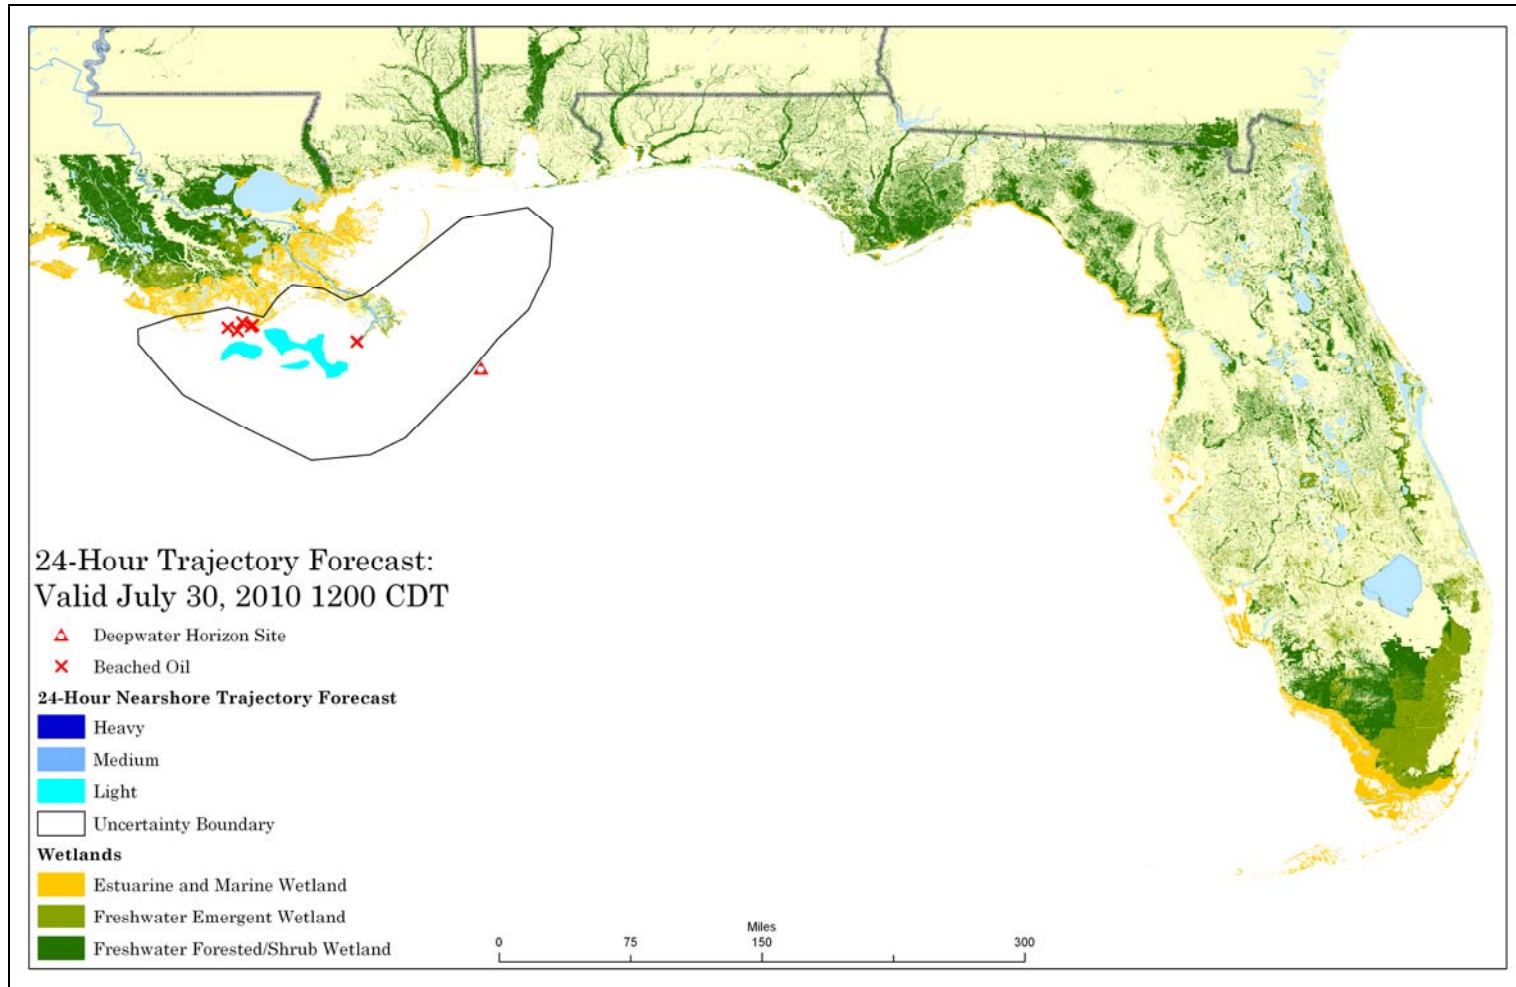 24-Hour Trajectory Forecast:
Valid July 30, 2010 1200 CDT
Deepwater Horizon Site
Beached Oil
24-Hour Nearshore Trajectory Forecast
Heavy
Medium
Light
Uncertainty Boundary
Wetlands
Estuarine and Marine Wetland
Freshwater Emergent Wetland
Freshwater Forested/Shrub Wetland
Miles
0 75 150 300